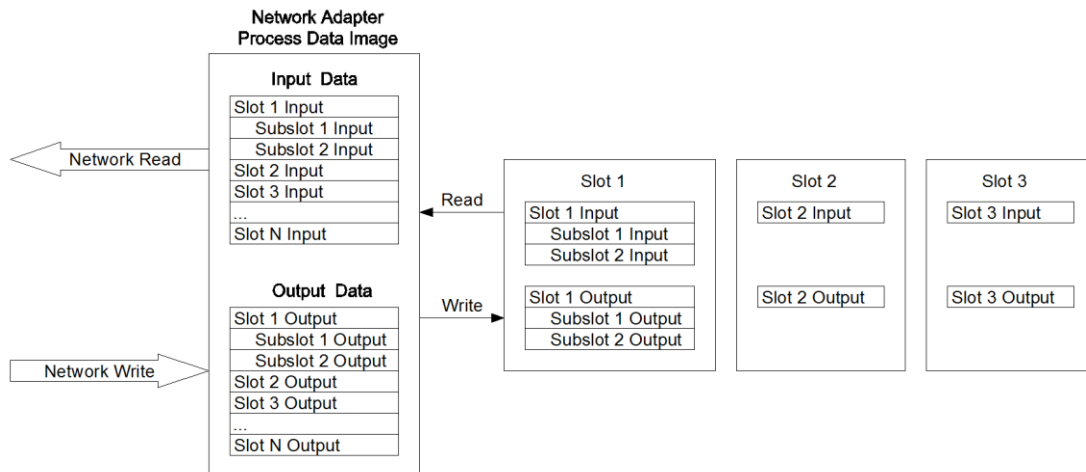 Network Adapter
Process Data Image
Input Data
Slot 1 Input
Subslot 1 Input
Subslot 2 Input
Slot 2 Input
Slot 3 Input
...
Slot N Input
Network Read
Output Data
Slot 1 Output
Subslot 1 Output
Subslot 2 Output
Slot 2 Output
Slot 3 Output
...
Slot N Output
Network Write
Read
Write
Slot 1
Slot 1 Input
Subslot 1 Input
Subslot 2 Input
Slot 1 Output
Subslot 1 Output
Subslot 2 Output
Slot 2
Slot 2 Input
Slot 2 Output
Slot 3
Slot 3 Input
Slot 3 Output